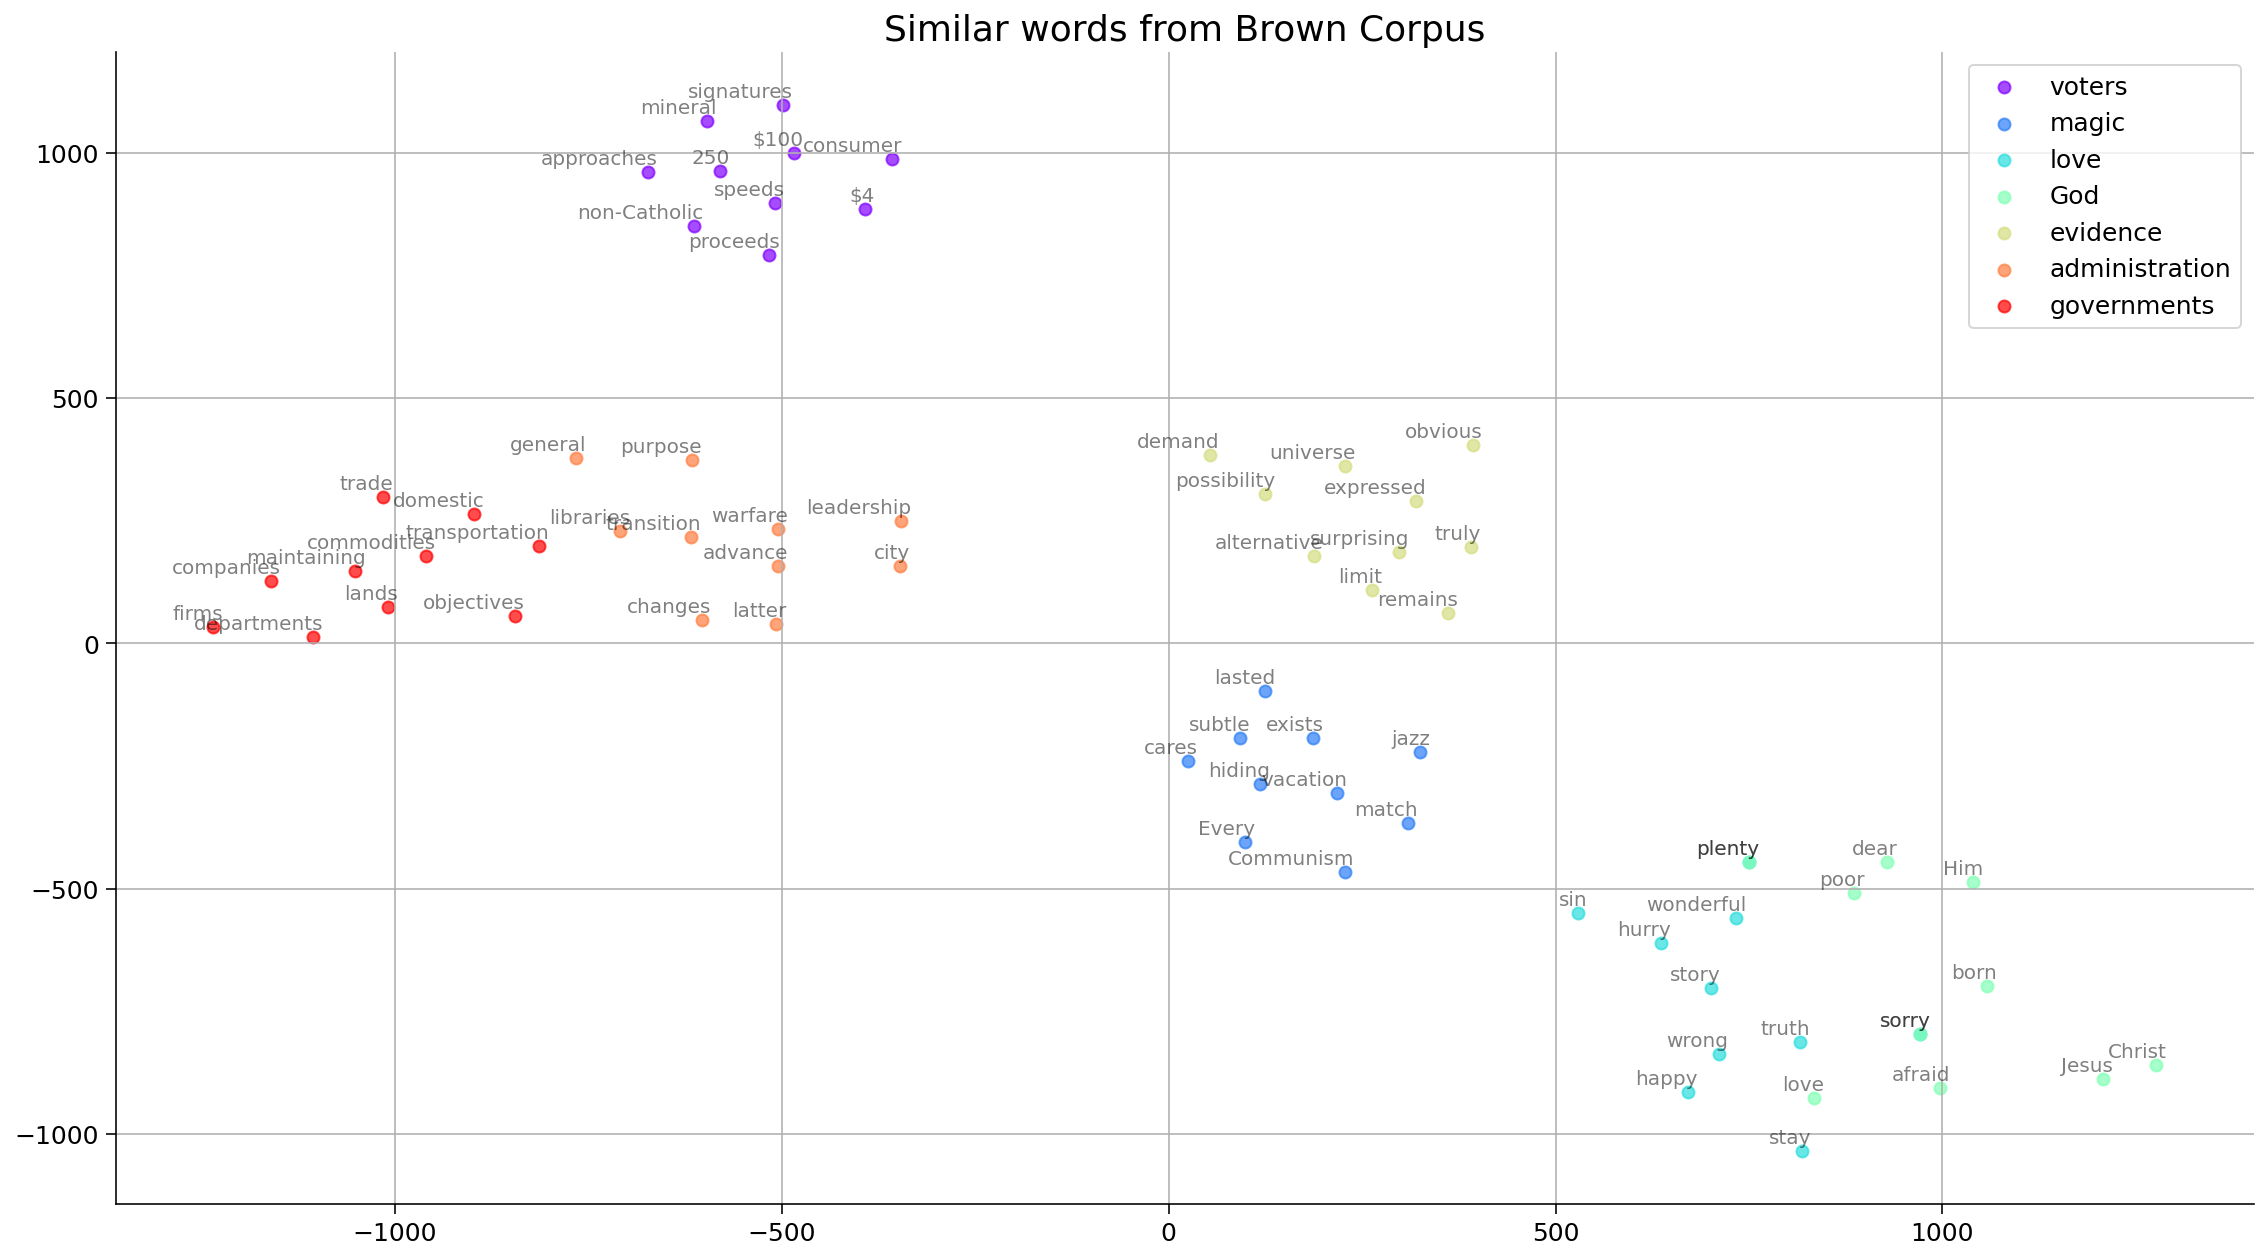 Similar words from Brown Corpus
voters
magic
love
God
evidence
administration
governments
1000
500
0
−500
−1000
signatures
mineral
$100
consumer
approaches
250
speeds
$4
non-Catholic
proceeds
general
purpose
trade
domestic
libraries
transition
warfare
leadership
transportation
commodities
advance
city
companies
maintaining
lands
objectives
changes
latter
firms
departments
demand
universe
obvious
possibility
expressed
alternative
surprising
truly
limit
remains
lasted
subtle
exists
jazz
cares
hiding
vacation
match
Every
Communism
plenty
dear
Him
poor
sin
wonderful
hurry
story
born
sorry
truth
wrong
Christ
Jesus
afraid
happy
love
stay
−1000
−500
0
500
1000